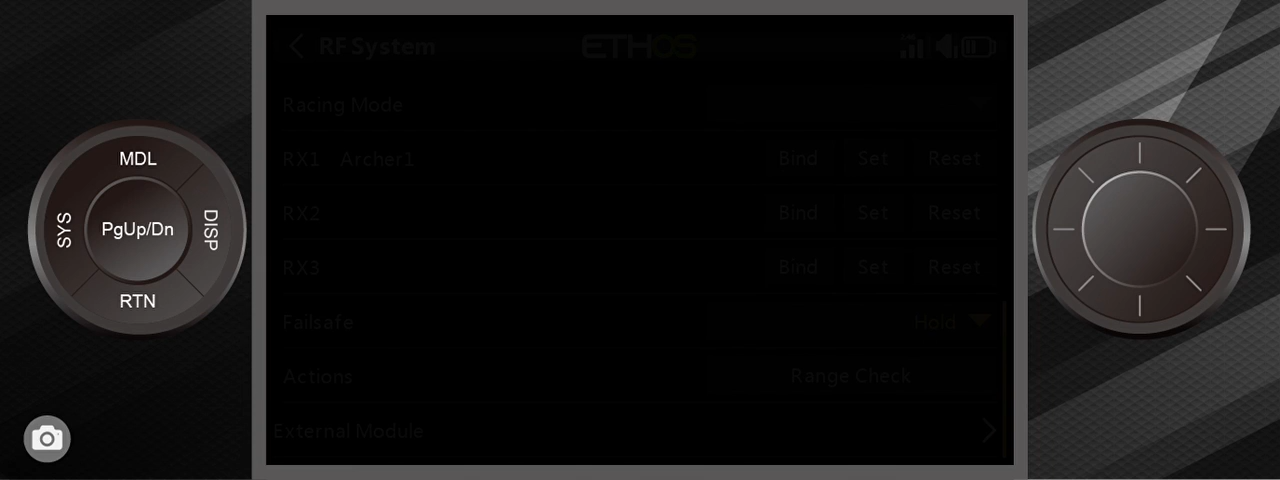 MDL
SYS
PgUp/Dn
DISP
RTN
RF System
ETHOS
Racing Mode
RX1 Archer1 Bind Set Reset
RX2 Bind Set Reset
RX3 Bind Set Reset
Failsafe Hold
Actions Range Check
External Module